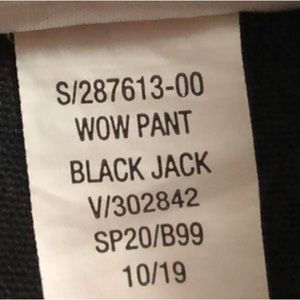 S/287613-00
WOW PANT
BLACK JACK
V/302842
SP20/B99
10/19